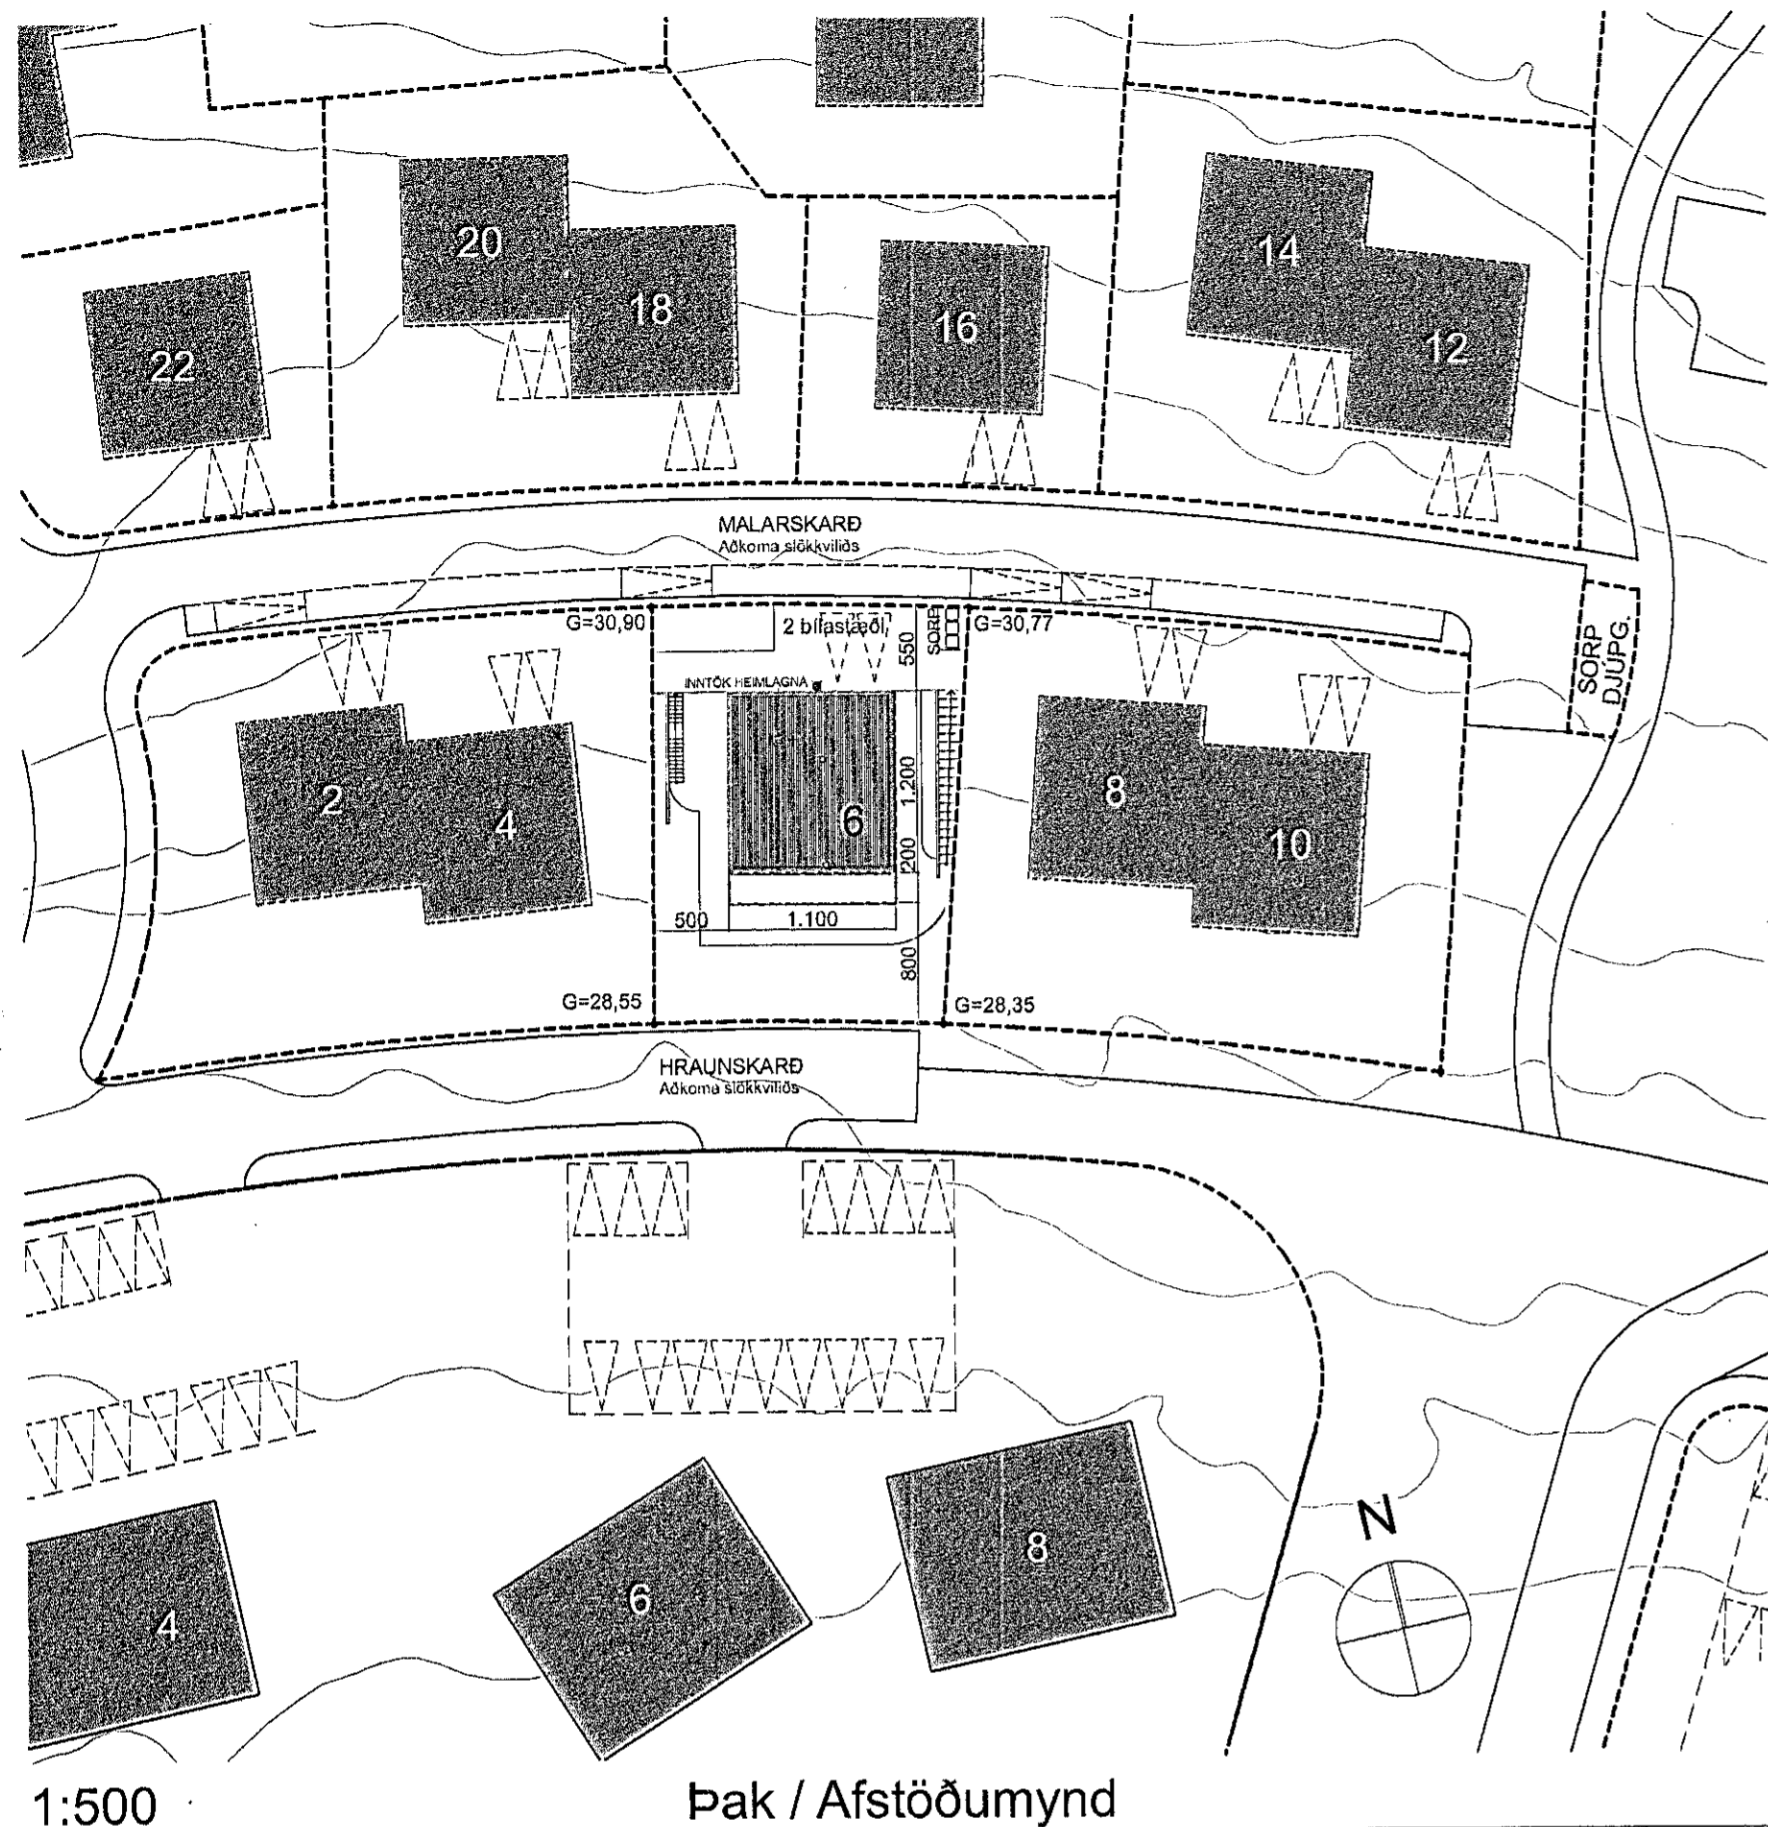 20
14
18
16
12
22
MALARSKARÐ
Aðkoma slökkviliðs
G=30,90
2 bílastæði
550
SORP
G=30,77
SORP
DJÚPG.
INNTÖK HEIMLAGNA
2
4
6
1.200
200
8
10
500
1.100
800
G=28,55
G=28,35
HRAUNSKARÐ
Aðkoma slökkviliðs
N
8
6
4
1:500
Þak / Afstöðumynd